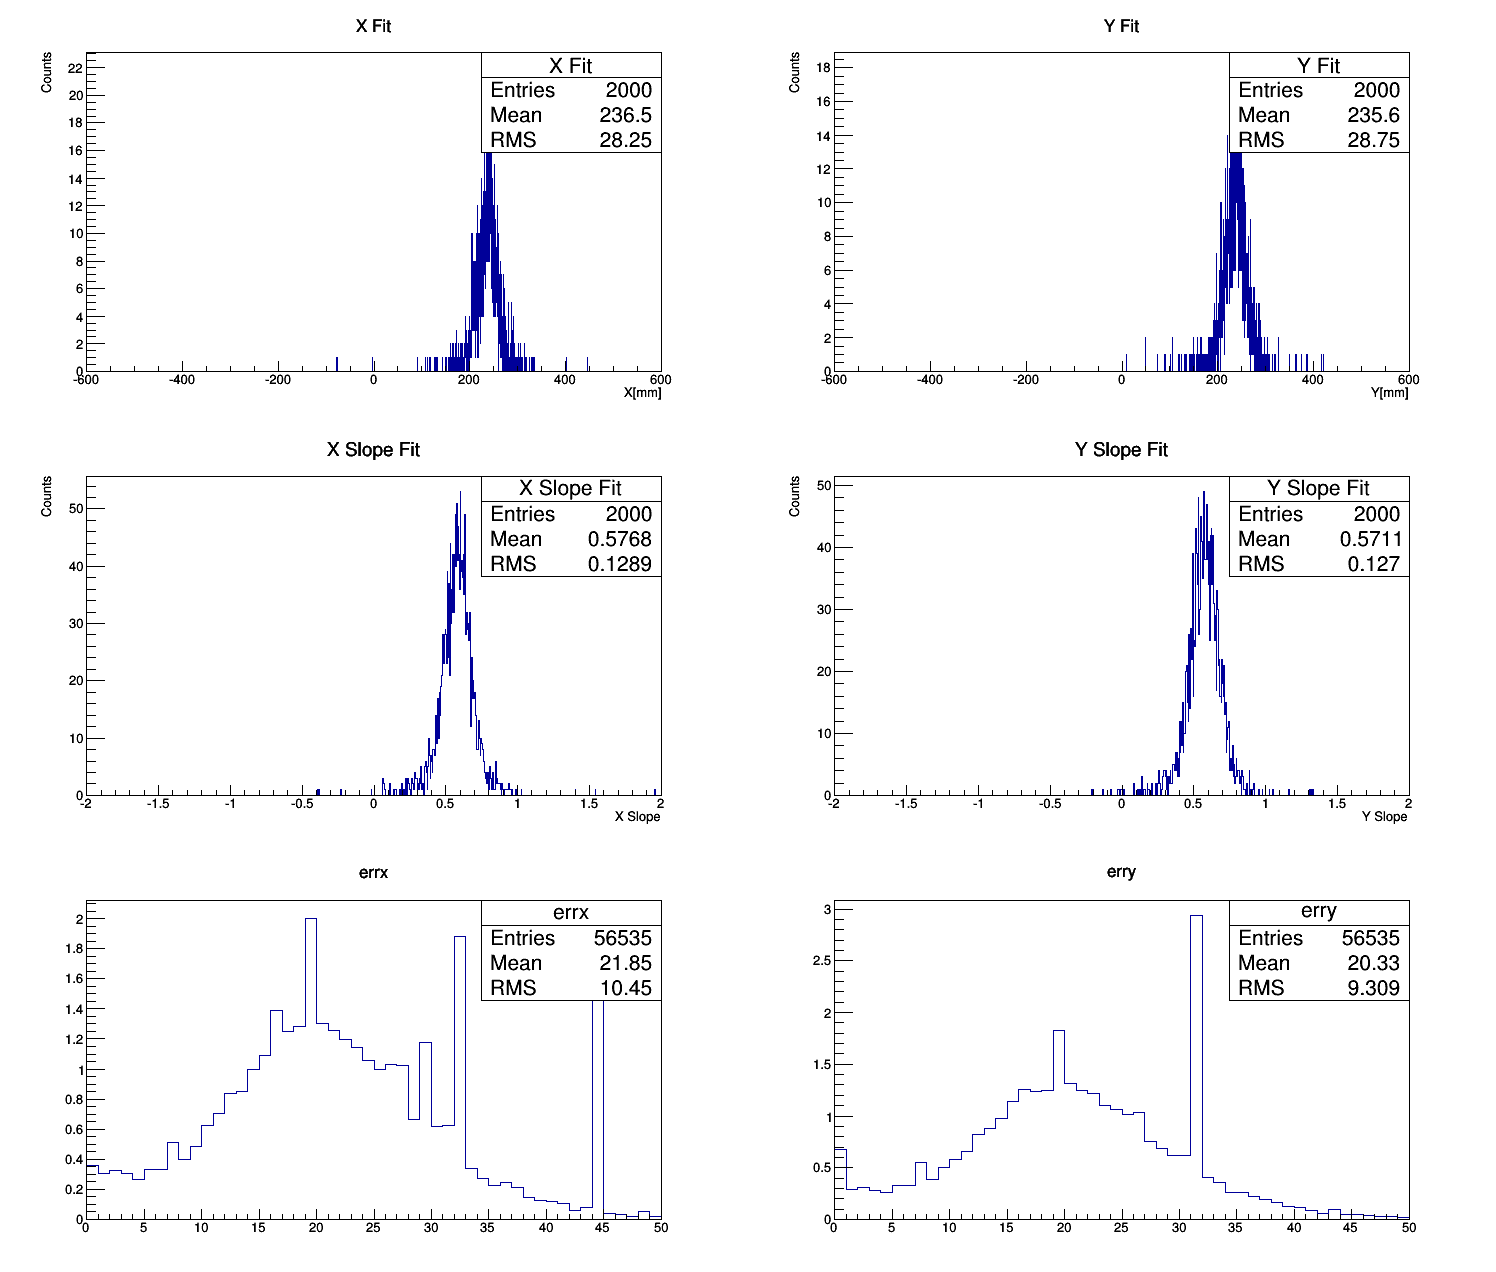 X Fit
Counts
X Fit
Entries 2000
Mean 236.5
RMS 28.25
22
20
18
16
14
12
10
8
6
4
2
0
-600 -400 -200 0 200 400 600
X[mm]
Y Fit
Counts
Y Fit
Entries 2000
Mean 235.6
RMS 28.75
18
16
14
12
10
8
6
4
2
0
-600 -400 -200 0 200 400 600
Y[mm]
X Slope Fit
Counts
X Slope Fit
Entries 2000
Mean 0.5768
RMS 0.1289
50
40
30
20
10
0
-2 -1.5 -1 -0.5 0 0.5 1 1.5 2
X Slope
Y Slope Fit
Counts
Y Slope Fit
Entries 2000
Mean 0.5711
RMS 0.127
50
40
30
20
10
0
-2 -1.5 -1 -0.5 0 0.5 1 1.5 2
Y Slope
errx
errx
Entries 56535
Mean 21.85
RMS 10.45
2
1.8
1.6
1.4
1.2
1
0.8
0.6
0.4
0.2
0
0 5 10 15 20 25 30 35 40 45 50
erry
erry
Entries 56535
Mean 20.33
RMS 9.309
3
2.5
2
1.5
1
0.5
0
0 5 10 15 20 25 30 35 40 45 50